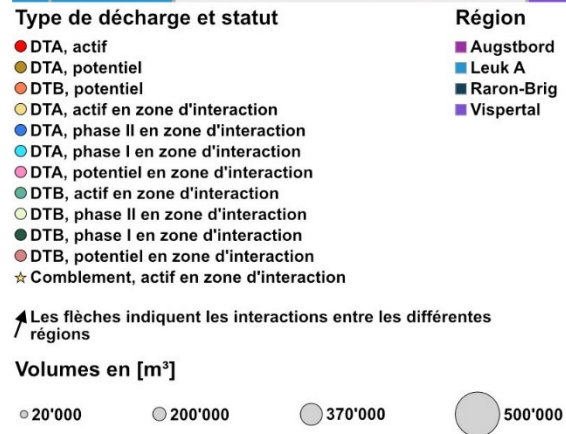 Type de décharge et statut
DTA, actif
DTA, potentiel
DTB, potentiel
DTA, actif en zone d'interaction
DTA, phase II en zone d'interaction
DTA, phase I en zone d'interaction
DTA, potentiel en zone d'interaction
DTB, actif en zone d'interaction
DTB, phase II en zone d'interaction
DTB, phase I en zone d'interaction
DTB, potentiel en zone d'interaction
Comblement, actif en zone d'interaction
Région
Augstbord
Leuk A
Raron-Brig
Vispertal
Les flèches indiquent les interactions entre les différentes
régions
Volumes en [m³]
20'000 200'000 370'000 500'000